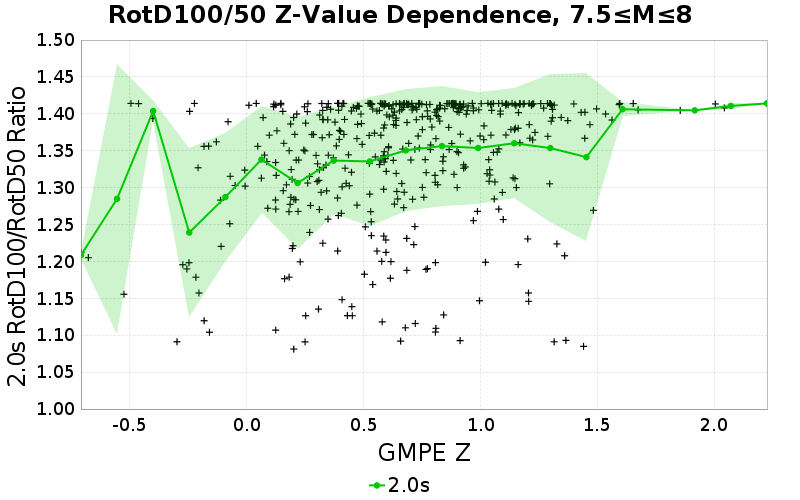 RotD100/50 Z-Value Dependence, 7.5≤M≤8
2.0s RotD100/RotD50 Ratio
1.50
1.45
1.40
1.35
1.30
1.25
1.20
1.15
1.10
1.05
1.00
-0.5 0.0 0.5 1.0 1.5 2.0
GMPE Z
2.0s